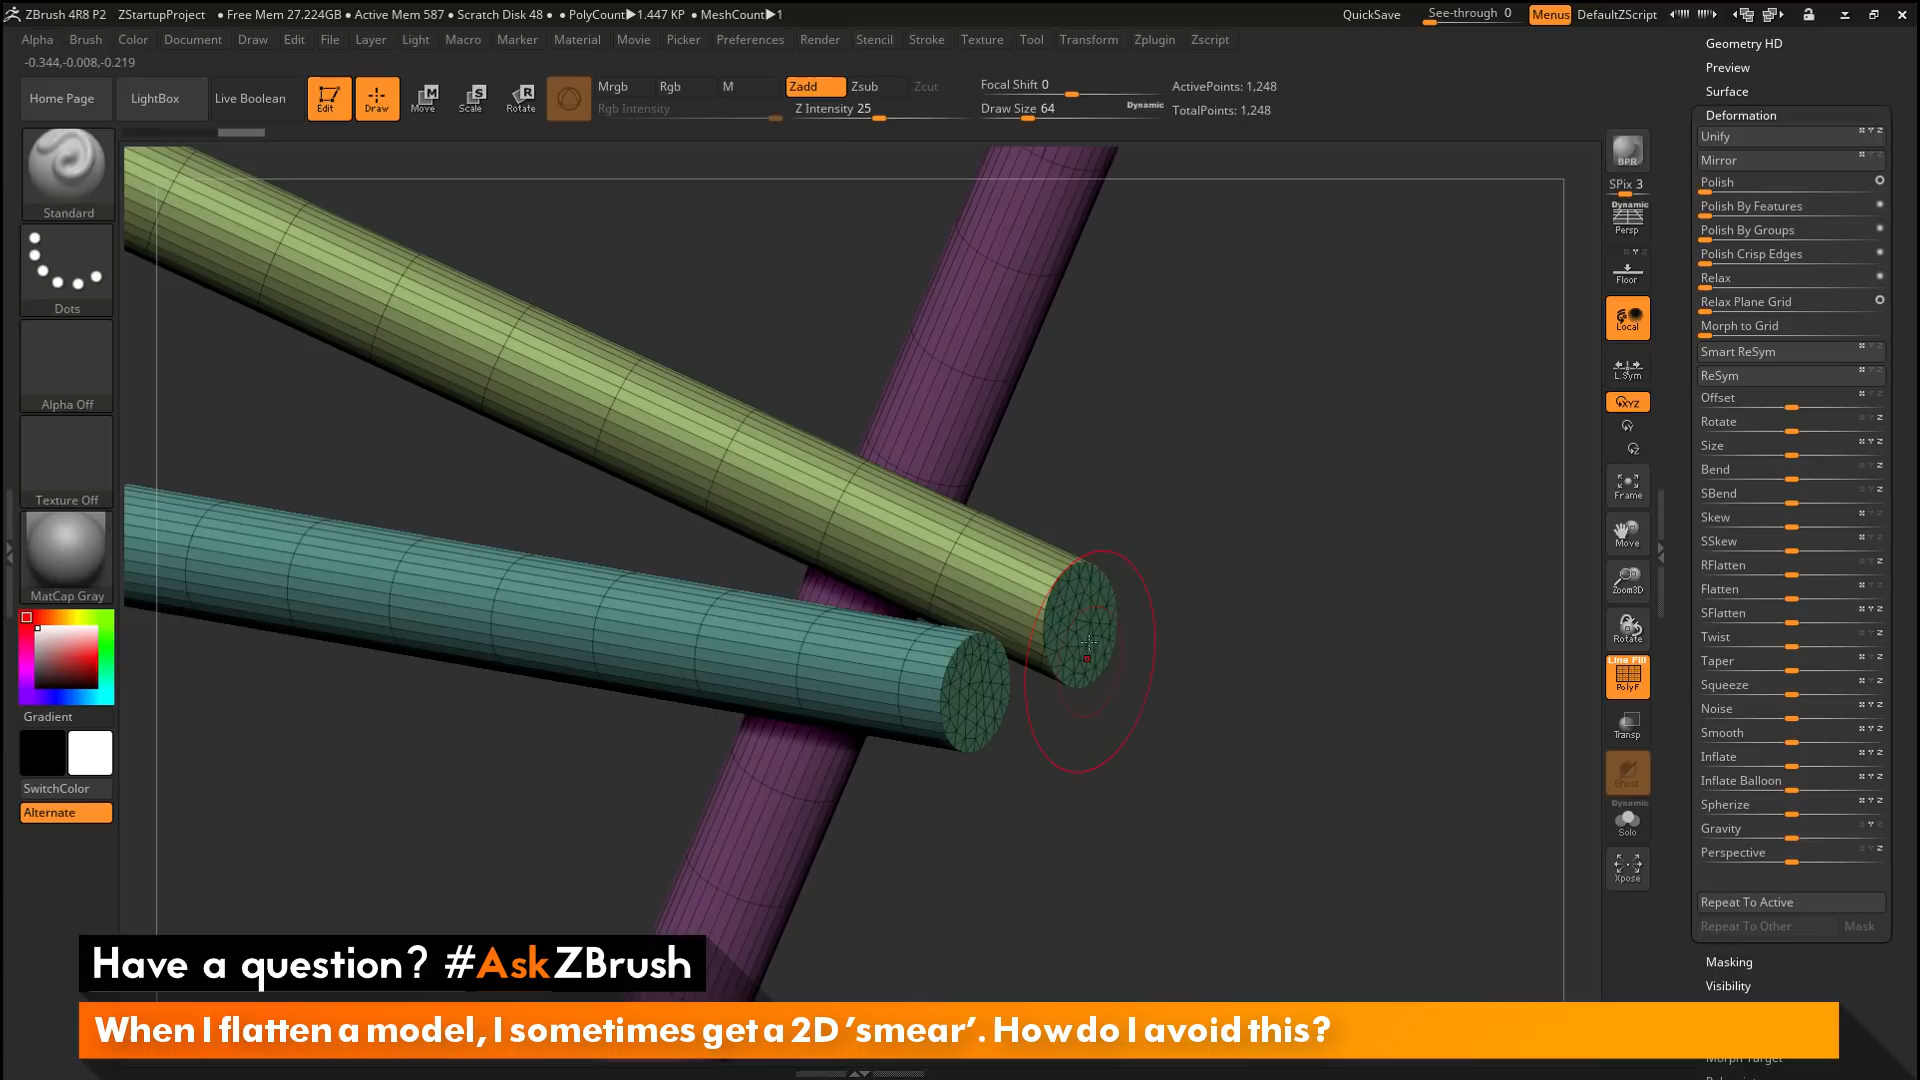 ZBrush 4R8 P2 ZStartupProject ● Free Mem 27.224GB ● Active Mem 587 ● Scratch Disk 48 ● PolyCount▶1.447 KP ● MeshCount▶1 QuickSave See-through 0 Menus DefaultZScript
Alpha Brush Color Document Draw Edit File Layer Light Macro Marker Material Movie Picker Preferences Render Stencil Stroke Texture Tool Transform Zplugin Zscript
-0.344,-0.008,-0.219
Home Page LightBox Live Boolean Edit Draw Move Scale Rotate
Mrgb Rgb M Zadd Zsub Zcut Focal Shift 0 ActivePoints: 1,248
Rgb Intensity Z Intensity 25 Draw Size 64 Dynamic TotalPoints: 1,248
Standard
Dots
Alpha Off
Texture Off
MatCap Gray
Gradient
SwitchColor
Alternate
BPR
SPix 3
Dynamic
Persp
Floor
Local
L.Sym
XYZ
Frame
Move
Zoom3D
Rotate
Line Fill
PolyF
Transp
Ghost
Dynamic
Solo
Xpose
Geometry HD
Preview
Surface
Deformation
Unify
Mirror
Polish
Polish By Features
Polish By Groups
Polish Crisp Edges
Relax
Relax Plane Grid
Morph to Grid
Smart ReSym
ReSym
Offset
Rotate
Size
Bend
SBend
Skew
SSkew
RFlatten
Flatten
SFlatten
Twist
Taper
Squeeze
Noise
Smooth
Inflate
Inflate Balloon
Spherize
Gravity
Perspective
Repeat To Active
Repeat To Other Mask
Masking
Visibility
Have a question? #AskZBrush
When I flatten a model, I sometimes get a 2D 'smear'. How do I avoid this?